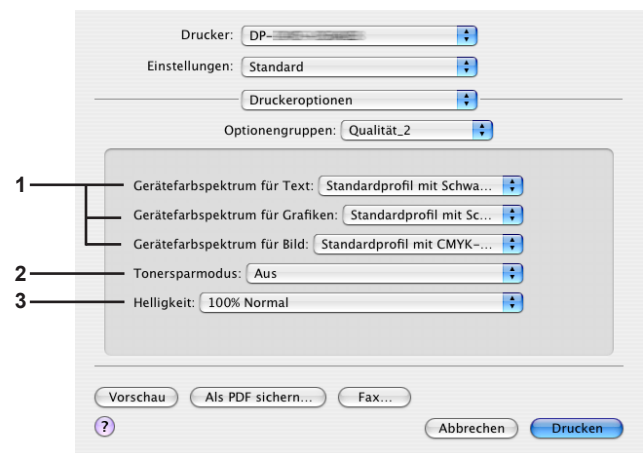 Drucker: DP-
Einstellungen: Standard
Druckeroptionen
Optionengruppen: Qualität_2
1 Gerätefarbspektrum für Text: Standardprofil mit Schwa...
Gerätefarbspektrum für Grafiken: Standardprofil mit Sc...
Gerätefarbspektrum für Bild: Standardprofil mit CMYK-...
2 Tonersparmodus: Aus
3 Helligkeit: 100% Normal
Vorschau Als PDF sichern... Fax...
? Abbrechen Drucken